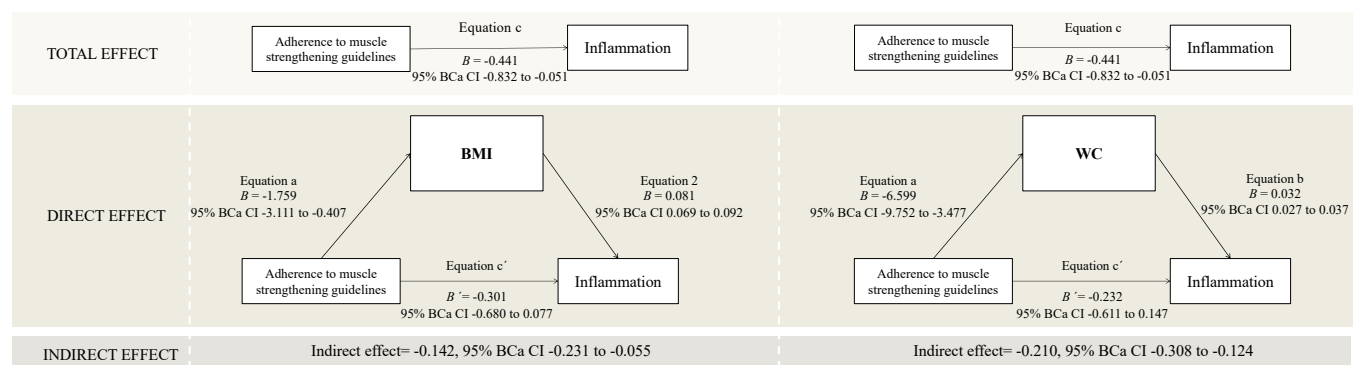 TOTAL EFFECT
Equation c
Adherence to muscle
strengthening guidelines
Inflammation
B = -0.441
95% BCa CI -0.832 to -0.051
Equation c
Adherence to muscle
strengthening guidelines
Inflammation
B = -0.441
95% BCa CI -0.832 to -0.051
DIRECT EFFECT
BMI
Equation a
B = -1.759
95% BCa CI -3.111 to -0.407
Equation 2
B = 0.081
95% BCa CI 0.069 to 0.092
Adherence to muscle
strengthening guidelines
Equation c´
Inflammation
B ´= -0.301
95% BCa CI -0.680 to 0.077
WC
Equation a
B = -6.599
95% BCa CI -9.752 to -3.477
Equation b
B = 0.032
95% BCa CI 0.027 to 0.037
Adherence to muscle
strengthening guidelines
Equation c´
Inflammation
B ´= -0.232
95% BCa CI -0.611 to 0.147
INDIRECT EFFECT
Indirect effect= -0.142, 95% BCa CI -0.231 to -0.055
Indirect effect= -0.210, 95% BCa CI -0.308 to -0.124